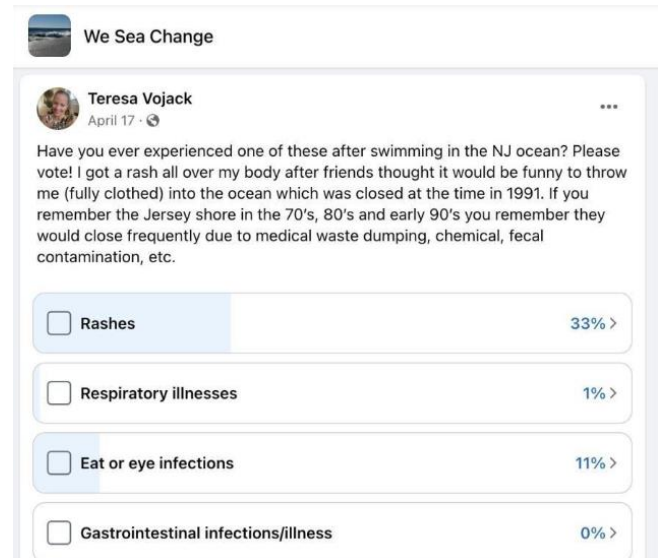 We Sea Change
Teresa Vojack
April 17 ·
Have you ever experienced one of these after swimming in the NJ ocean? Please
vote! I got a rash all over my body after friends thought it would be funny to throw
me (fully clothed) into the ocean which was closed at the time in 1991. If you
remember the Jersey shore in the 70's, 80's and early 90's you remember they
would close frequently due to medical waste dumping, chemical, fecal
contamination, etc.
Rashes 33% >
Respiratory illnesses 1% >
Eat or eye infections 11% >
Gastrointestinal infections/illness 0% >